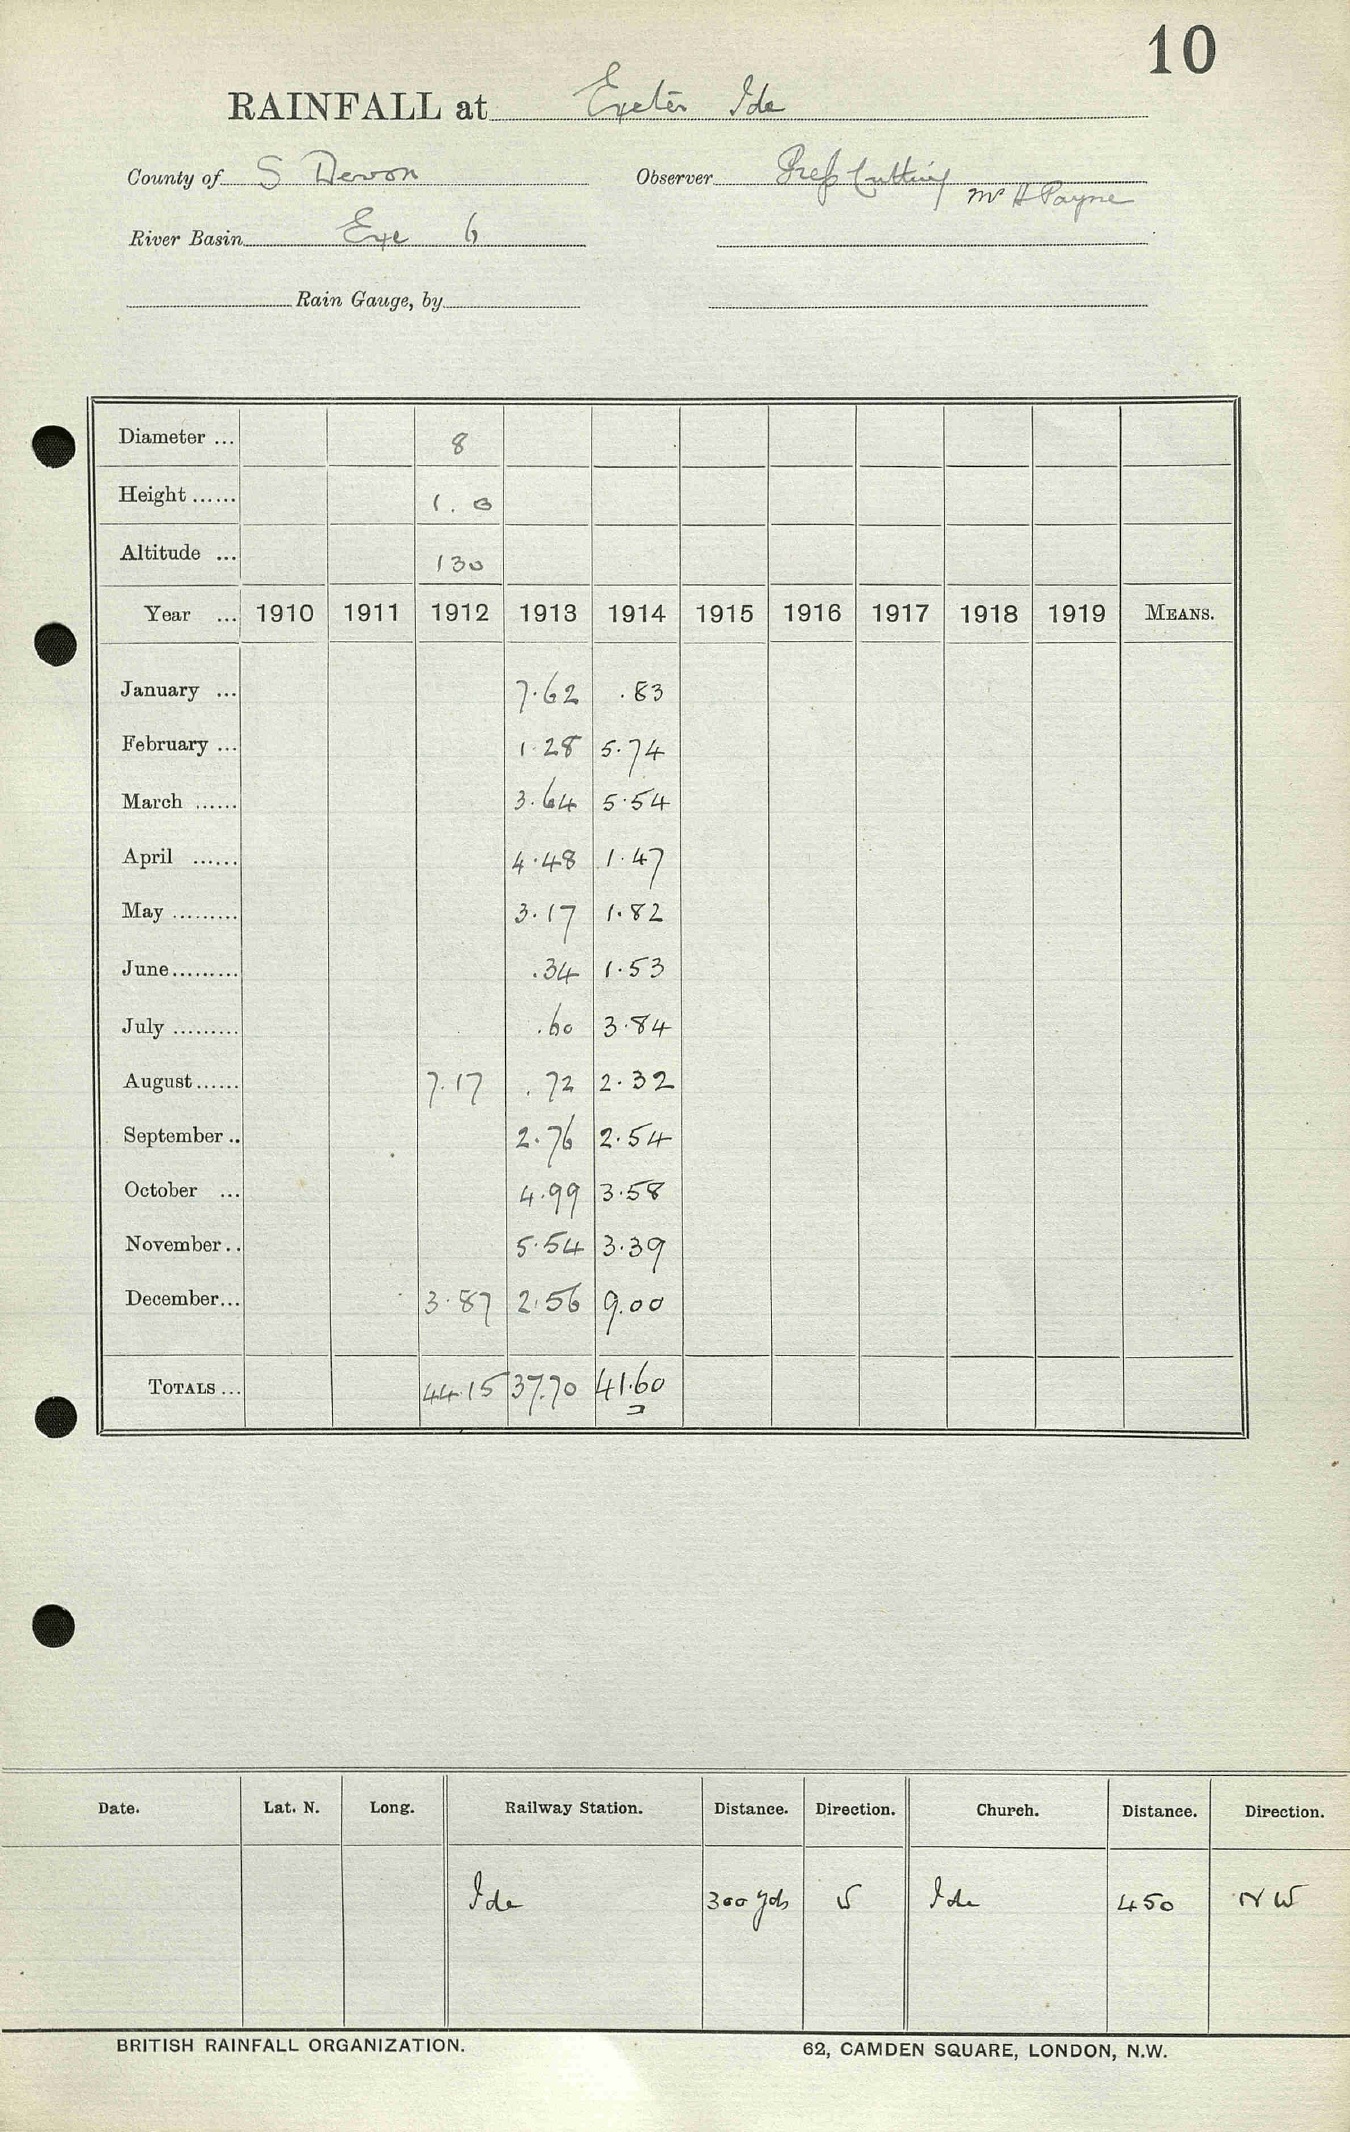 10
RAINFALL at Exeter Ide
County of S Devon Observer Press Cutting
Mr H Payne
River Basin Exe 6
Rain Gauge, by
Diameter ... 8
Height ...... 1.0
Altitude ... 130
Year ... 1910 1911 1912 1913 1914 1915 1916 1917 1918 1919 MEANS.
January ... 7.62 .83
February ... 1.28 5.74
March ...... 3.64 5.54
April ...... 4.48 1.47
May ......... 3.17 1.82
June ......... .34 1.53
July ......... .60 3.84
August ...... 7.17 .72 2.32
September .. 2.76 2.54
October ... 4.99 3.58
November .. 5.54 3.39
December ... 3.87 2.56 9.00
TOTALS ... 44.15 37.70 41.60
Date. Lat. N. Long. Railway Station. Distance. Direction. Church. Distance. Direction.
Ide 300 yds Ide 450 NW
BRITISH RAINFALL ORGANIZATION. 62, CAMDEN SQUARE, LONDON, N.W.